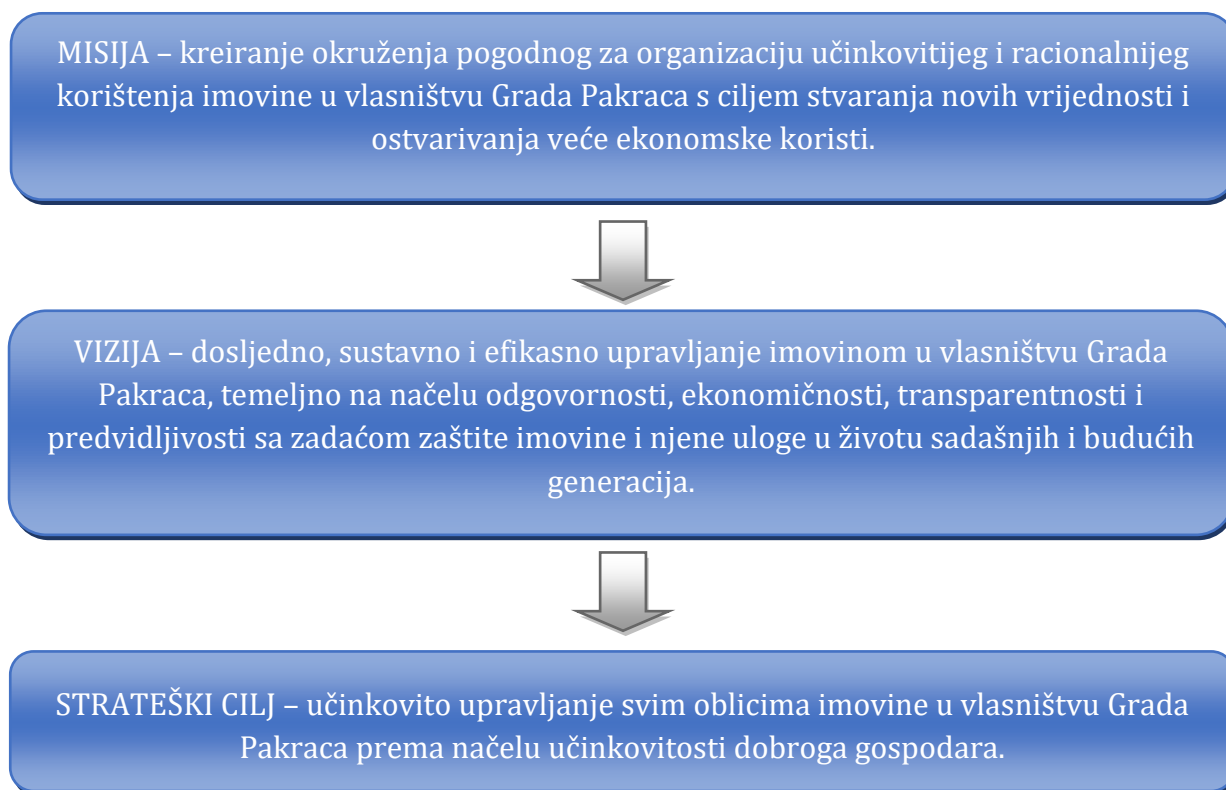 MISIJA – kreiranje okruženja pogodnog za organizaciju učinkovitijeg i racionalnijeg
korištenja imovine u vlasništvu Grada Pakraca s ciljem stvaranja novih vrijednosti i
ostvarivanja veće ekonomske koristi.
VIZIJA – dosljedno, sustavno i efikasno upravljanje imovinom u vlasništvu Grada
Pakraca, temeljno na načelu odgovornosti, ekonomičnosti, transparentnosti i
predvidljivosti sa zadaćom zaštite imovine i njene uloge u životu sadašnjih i budućih
generacija.
STRATEŠKI CILJ – učinkovito upravljanje svim oblicima imovine u vlasništvu Grada
Pakraca prema načelu učinkovitosti dobroga gospodara.